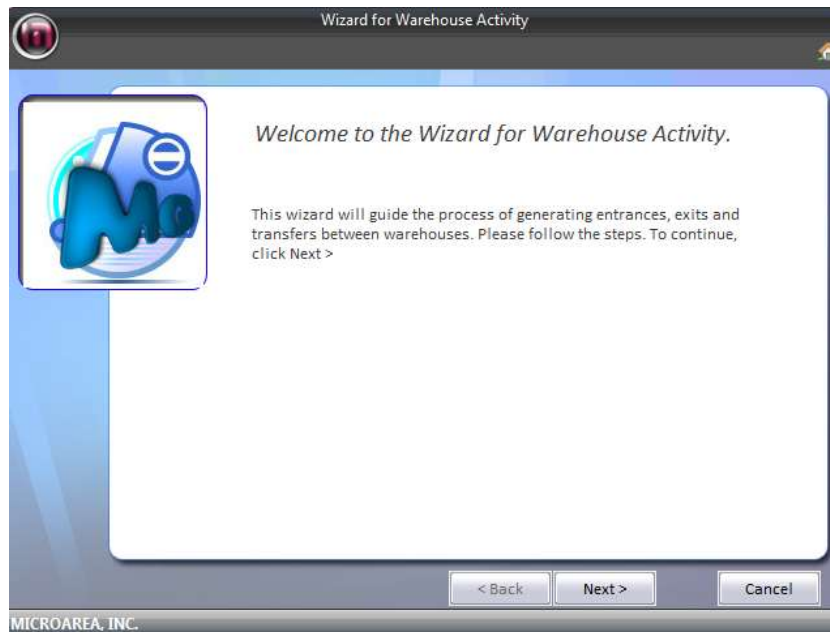 Wizard for Warehouse Activity
Welcome to the Wizard for Warehouse Activity.
This wizard will guide the process of generating entrances, exits and
transfers between warehouses. Please follow the steps. To continue,
click Next >
Mo
< Back Next > Cancel
MICROAREA, INC.